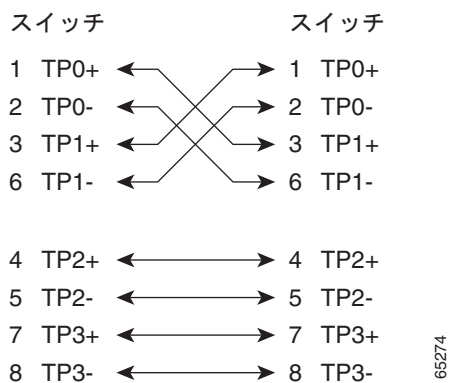 スイッチ スイッチ
1 TP0+ 1 TP0+
2 TP0- 2 TP0-
3 TP1+ 3 TP1+
6 TP1- 6 TP1-
4 TP2+ 4 TP2+
5 TP2- 5 TP2-
7 TP3+ 7 TP3+
8 TP3- 8 TP3-
65274